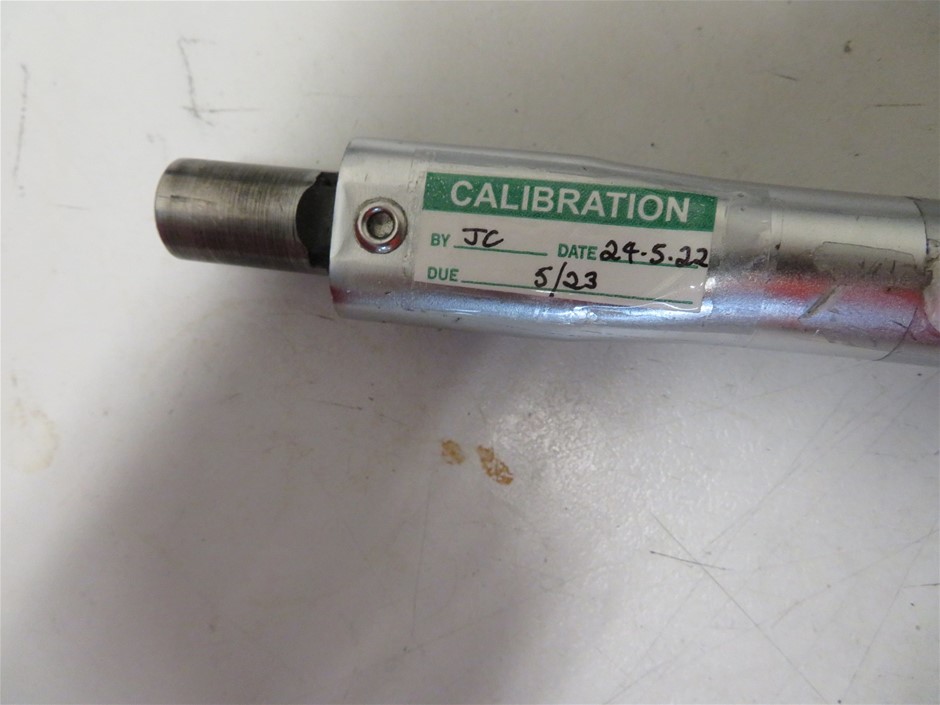 CALIBRATION
BY JC DATE 24-5-22
DUE 5/23